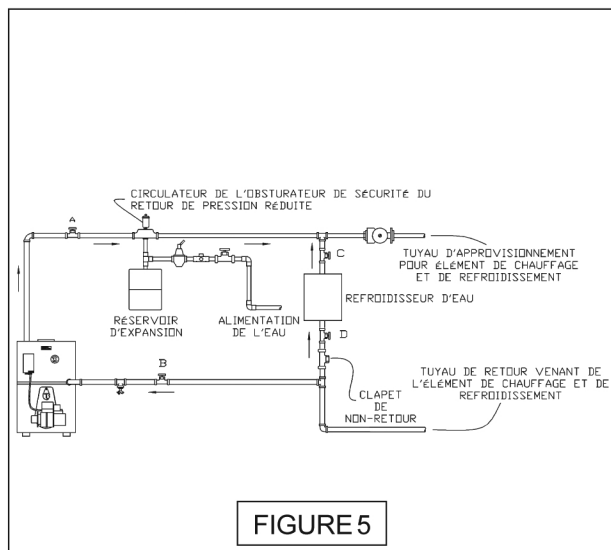 CIRCULATEUR DE L'OBSTURATEUR DE SÉCURITÉ DU
RETOUR DE PRESSION RÉDUITE
A
C
TUYAU D'APPROVISIONNEMENT
POUR ÉLÉMENT DE CHAUFFAGE
ET DE REFROIDISSEMENT
REFROIDISSEUR D'EAU
RÉSERVOIR
D'EXPANSION
ALIMENTATION
DE L'EAU
D
B
TUYAU DE RETOUR VENANT DE
L'ÉLÉMENT DE CHAUFFAGE ET DE
REFROIDISSEMENT
CLAPET
DE
NON-RETOUR
FIGURE 5